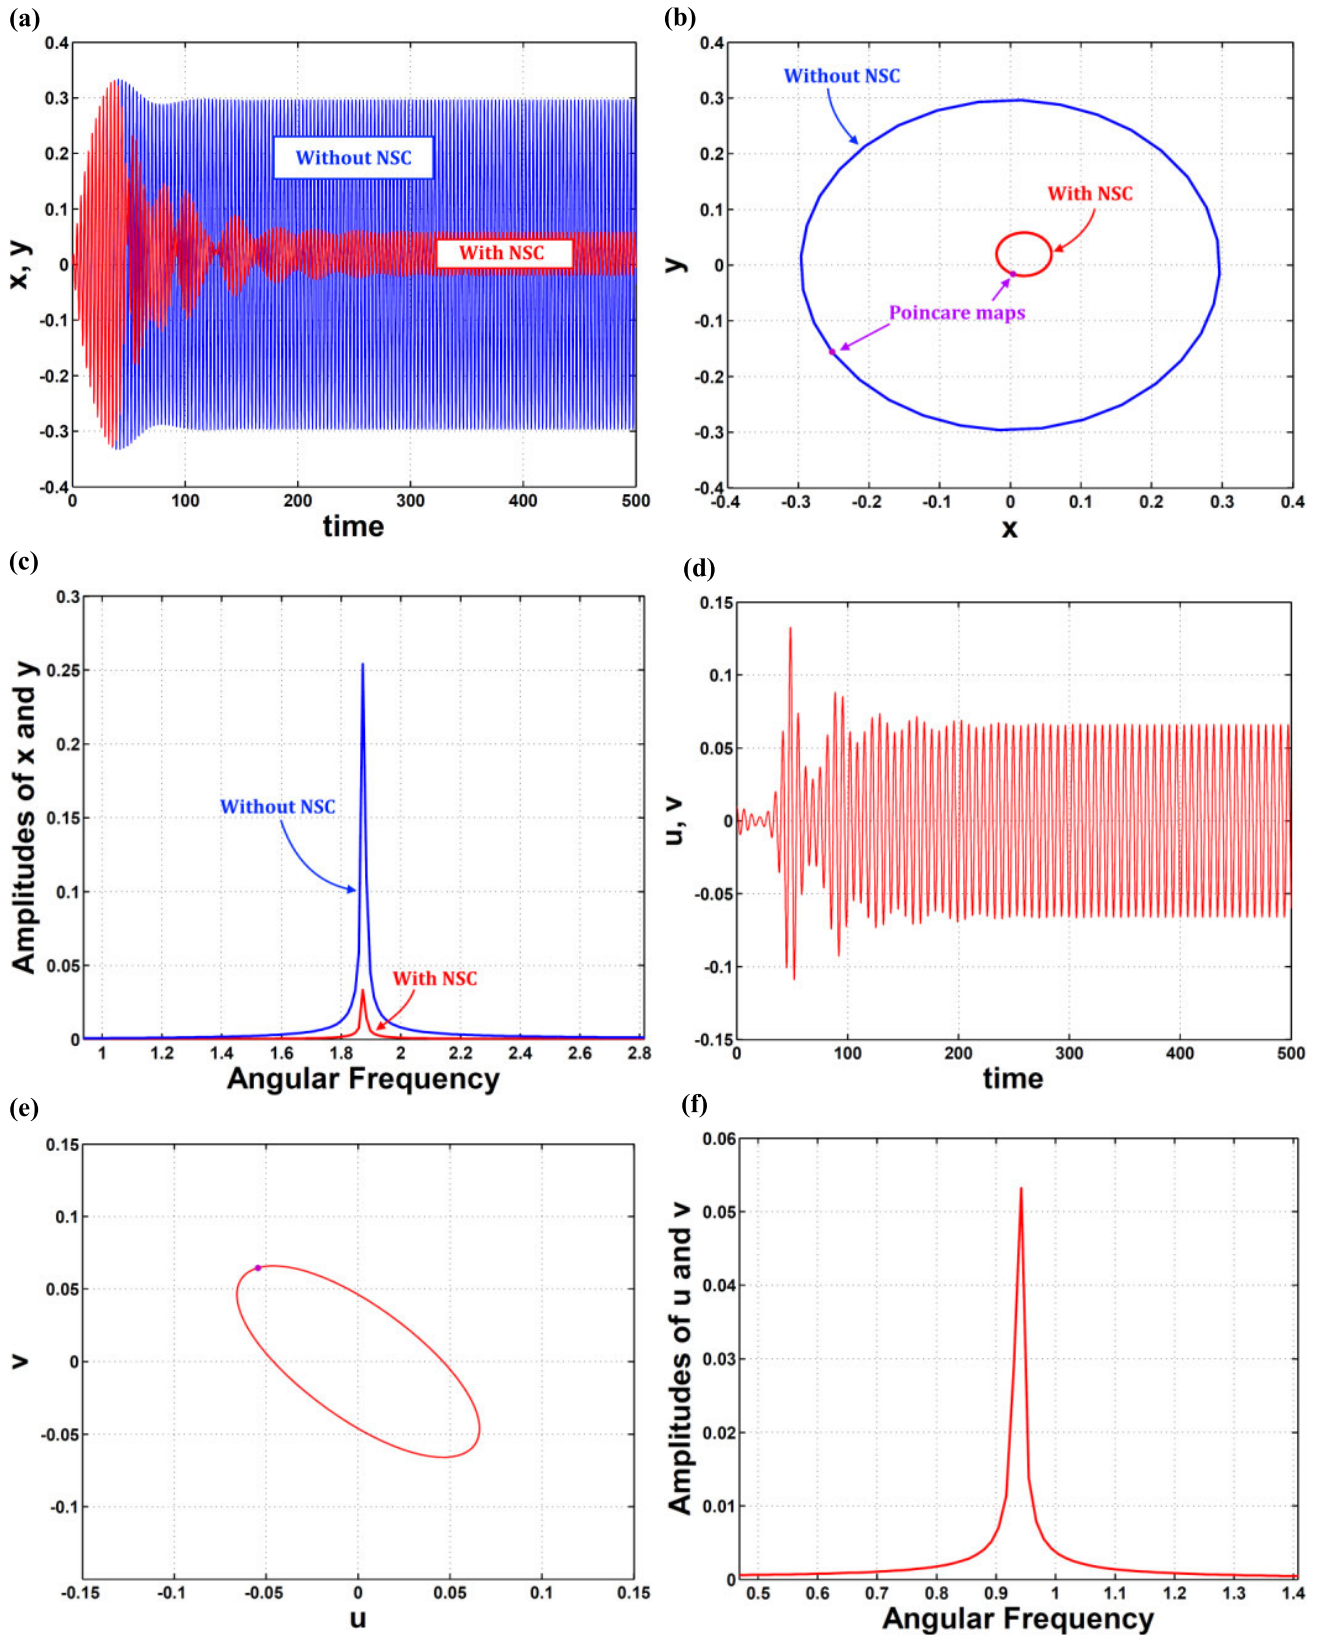 (a)
0.4
0.3
0.2
0.1
0
-0.1
-0.2
-0.3
-0.4
x, y
Without NSC
With NSC
0 100 200 300 400 500
time
(b)
0.4
0.3
0.2
0.1
0
-0.1
-0.2
-0.3
-0.4
y
Without NSC
With NSC
Poincare maps
-0.4 -0.3 -0.2 -0.1 0 0.1 0.2 0.3 0.4
x
(c)
0.3
0.25
0.2
0.15
0.1
0.05
0
Amplitudes of x and y
Without NSC
With NSC
1 1.2 1.4 1.6 1.8 2 2.2 2.4 2.6 2.8
Angular Frequency
(d)
0.15
0.1
0.05
0
-0.05
-0.1
-0.15
u, v
0 100 200 300 400 500
time
(e)
0.15
0.1
0.05
0
-0.05
-0.1
v
-0.15 -0.1 -0.05 0 0.05 0.1 0.15
u
(f)
0.06
0.05
0.04
0.03
0.02
0.01
0
Amplitudes of u and v
0.5 0.6 0.7 0.8 0.9 1 1.1 1.2 1.3 1.4
Angular Frequency